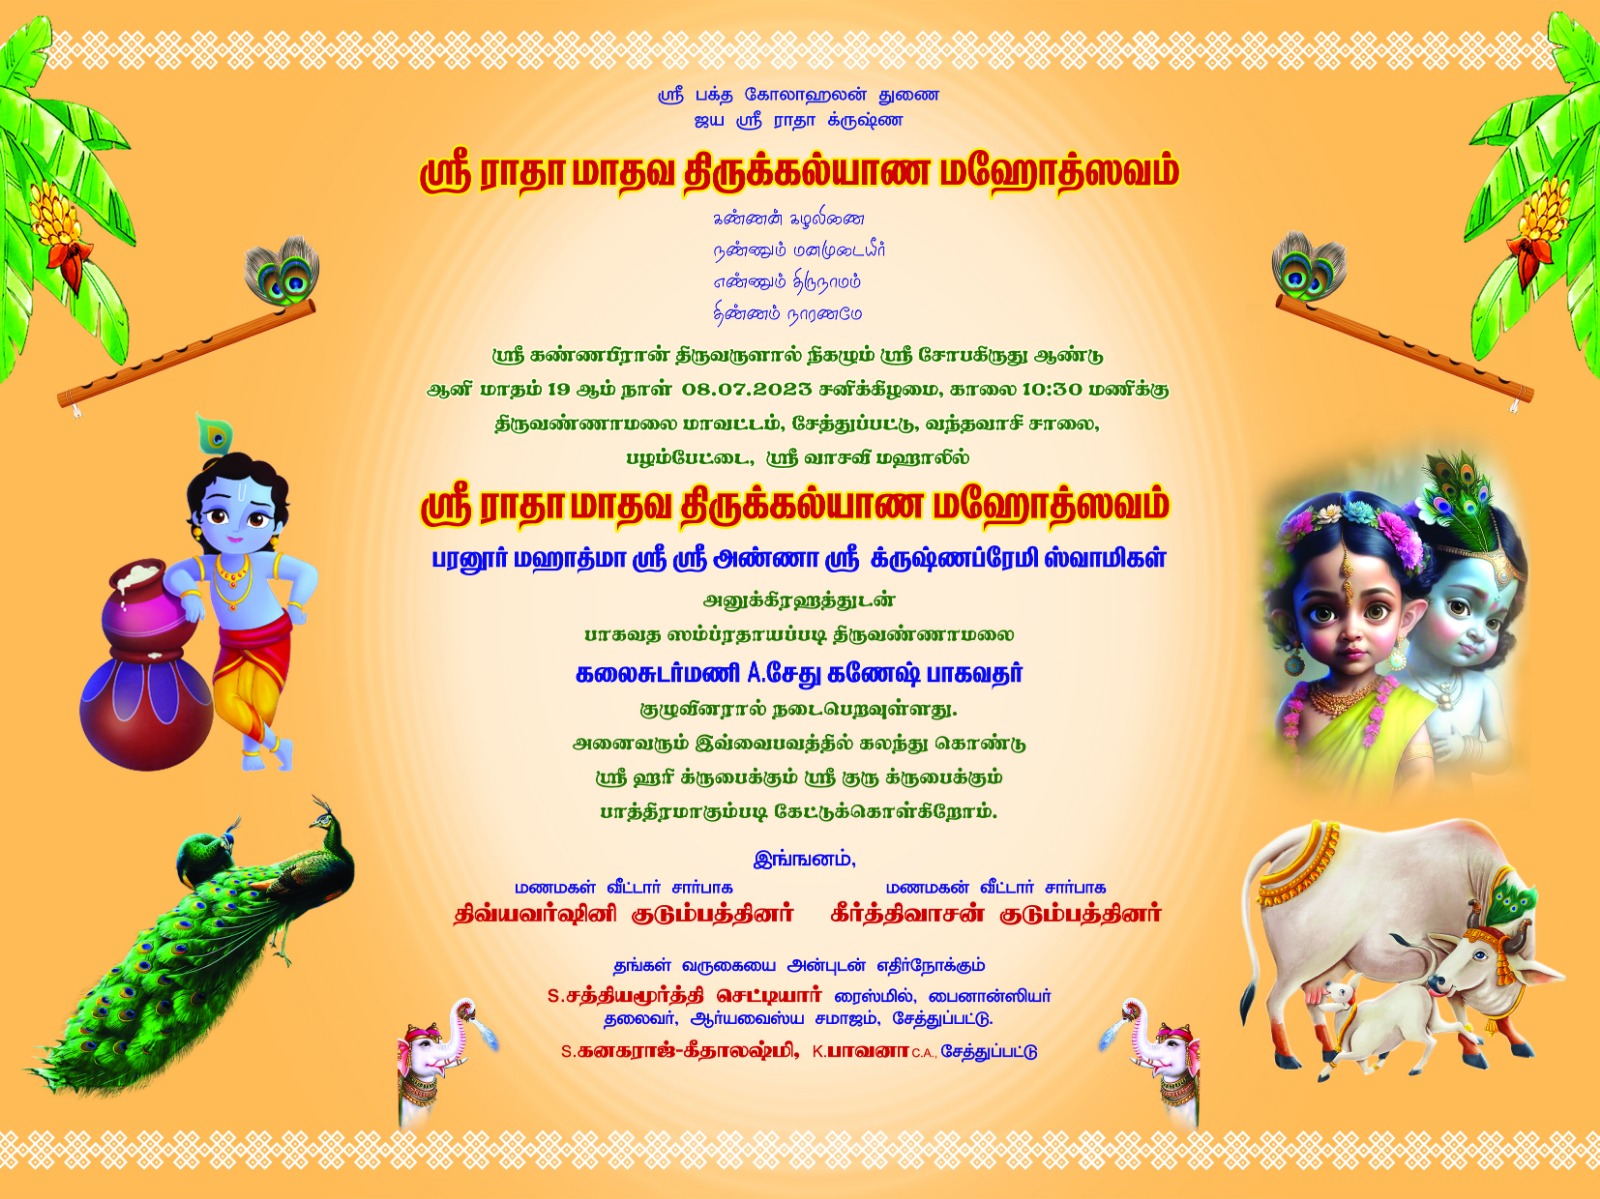 ஸ்ரீ பக்த கோலாஹலன் துணை
ஜய ஸ்ரீ ராதா க்ருஷ்ண
ஸ்ரீ ராதா மாதவ திருக்கல்யாண மஹோத்ஸவம்
கண்ணன் கழலிணை
நண்ணும் மனமுடையீர்
எண்ணும் திருநாமம்
திண்ணம் நாரணமே
ஸ்ரீ கண்ணபிரான் திருவருளால் நிகழும் ஸ்ரீ சோபகிருது ஆண்டு
ஆனி மாதம் 19 ஆம் நாள் 08.07.2023 சனிக்கிழமை, காலை 10:30 மணிக்கு
திருவண்ணாமலை மாவட்டம், சேத்துப்பட்டு, வந்தவாசி சாலை,
பழம்பேட்டை, ஸ்ரீ வாசவி மஹாலில்
ஸ்ரீ ராதா மாதவ திருக்கல்யாண மஹோத்ஸவம்
பரனூர் மஹாத்மா ஸ்ரீ ஸ்ரீ அண்ணா ஸ்ரீ க்ருஷ்ணப்ரேமி ஸ்வாமிகள்
அனுக்கிரஹத்துடன்
பாகவத ஸம்ப்ரதாயப்படி திருவண்ணாமலை
கலைசுடர்மணி A.சேது கணேஷ் பாகவதர்
குழுவினரால் நடைபெறவுள்ளது.
அனைவரும் இவ்வைபவத்தில் கலந்து கொண்டு
ஸ்ரீ ஹரி க்ருபைக்கும் ஸ்ரீ குரு க்ருபைக்கும்
பாத்திரமாகும்படி கேட்டுக்கொள்கிறோம்.
இங்ஙனம்,
மணமகள் வீட்டார் சார்பாக மணமகன் வீட்டார் சார்பாக
திவ்யவர்ஷினி குடும்பத்தினர் கீர்த்திவாசன் குடும்பத்தினர்
தங்கள் வருகையை அன்புடன் எதிர்நோக்கும்
S.சத்தியமூர்த்தி செட்டியார் ரைஸ்மில், பைனான்ஸியர்
தலைவர், ஆர்யவைஸ்ய சமாஜம், சேத்துப்பட்டு.
S.கனகராஜ்-கீதாலஷ்மி, K.பாவனா C.A., சேத்துப்பட்டு